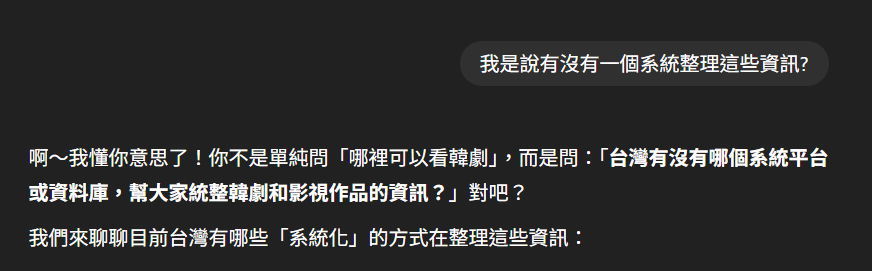 我是說有沒有一個系統整理這些資訊?
啊～我懂你意思了！你不是單純問「哪裡可以看韓劇」，而是問：「台灣有沒有哪個系統平台
或資料庫，幫大家統整韓劇和影視作品的資訊？」對吧？
我們來聊聊目前台灣有哪些「系統化」的方式在整理這些資訊：